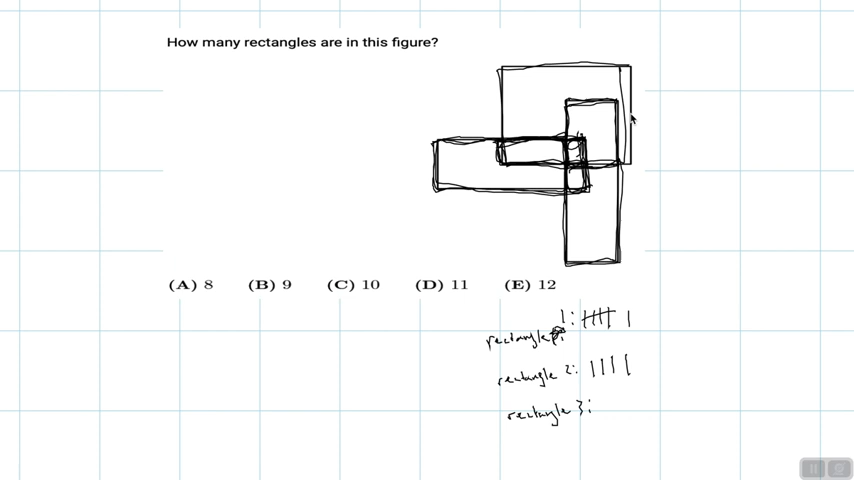 How many rectangles are in this figure?
(A) 8 (B) 9 (C) 10 (D) 11 (E) 12
rectangle 1:
rectangle 2:
rectangle 3: